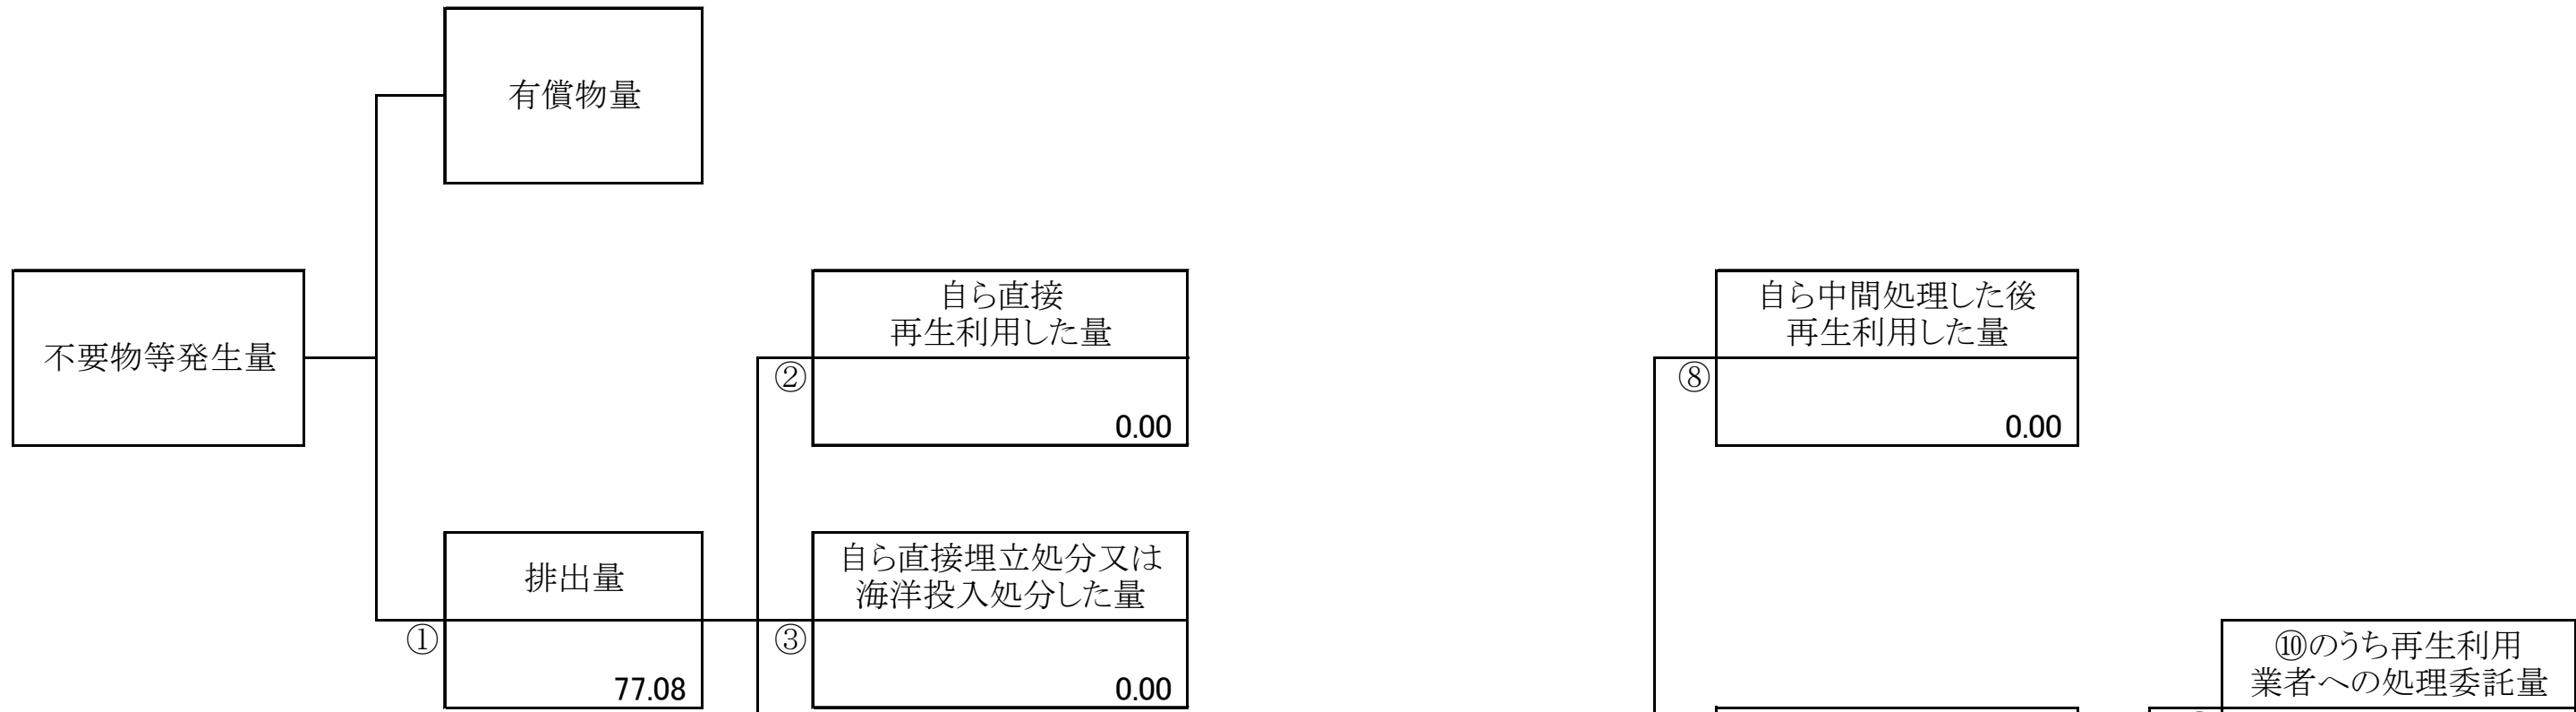 有償物量
不要物等発生量
自ら直接
再生利用した量
②
0.00
自ら中間処理した後
再生利用した量
⑧
0.00
排出量
①
77.08
自ら直接埋立処分又は
海洋投入処分した量
③
0.00
⑩のうち再生利用
業者への処理委託量